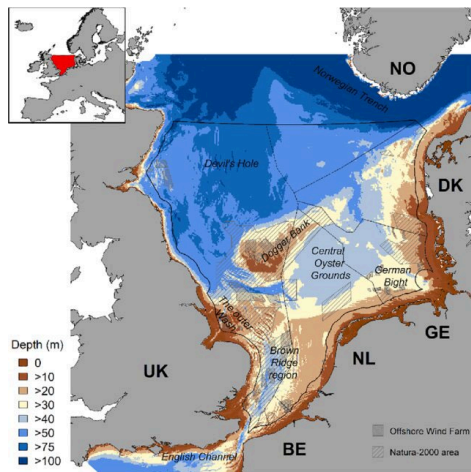 NO
Norwegian Trench
Devil's Hole
DK
Dogger Bank
Central
Oyster
Grounds
German
Bight
The outer
Wash
GE
Depth (m)
0
>10
>20
>30
>40
>50
>75
>100
UK
Brown
Ridge
region
NL
BE
English Channel
Offshore Wind Farm
Natura-2000 area